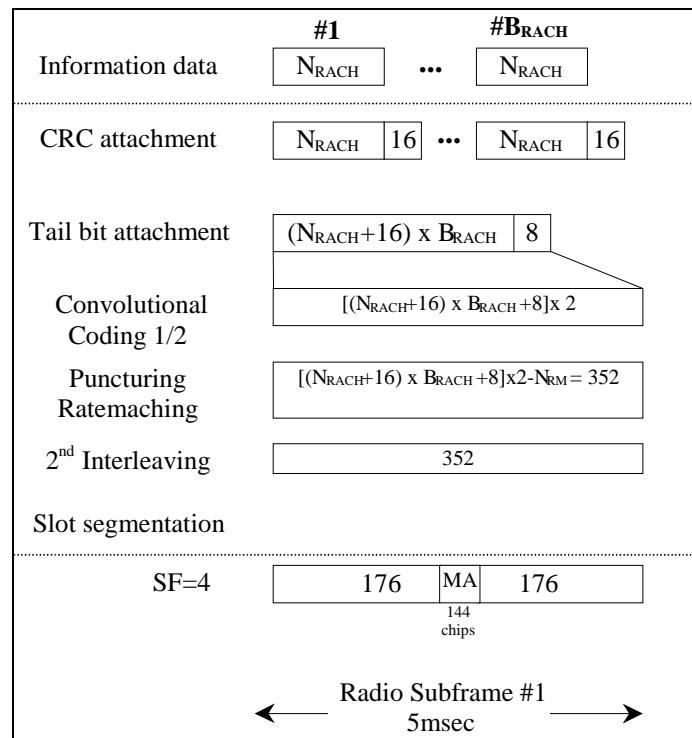 #1 #BRACH
Information data NRACH ... NRACH
CRC attachment NRACH 16 ... NRACH 16
Tail bit attachment (NRACH+16) x BRACH 8
Convolutional
Coding 1/2
[(NRACH+16) x BRACH+8]x 2
Puncturing
Ratemaching
[(NRACH+16) x BRACH+8]x2-NRM = 352
2nd Interleaving 352
Slot segmentation
SF=4 176 MA 176
144
chips
Radio Subframe #1
5msec